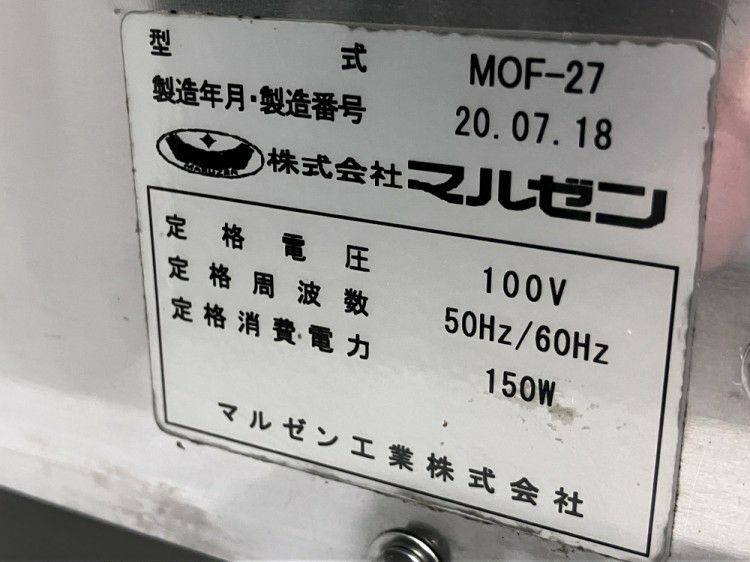 型式 MOF-27
製造年月・製造番号 20.07.18
MARUZEN 株式会社マルゼン
定格電圧 100V
定格周波数 50Hz/60Hz
定格消費電力 150W
マルゼン工業株式会社